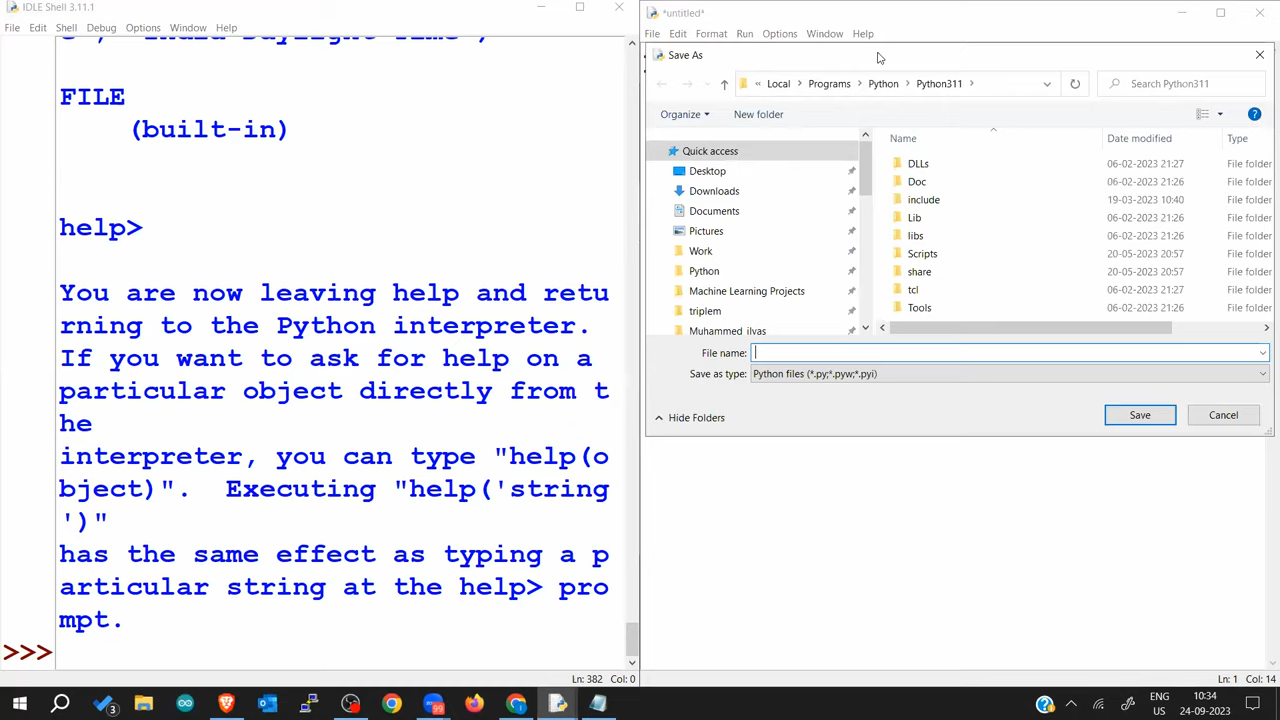 IDLE Shell 3.11.1
File Edit Shell Debug Options Window Help
FILE
(built-in)
help>
You are now leaving help and retu
rning to the Python interpreter.
If you want to ask for help on a
particular object directly from t
he
interpreter, you can type "help(o
bject)".  Executing "help('string
')"
has the same effect as typing a p
articular string at the help> pro
mpt.
>>>
Ln: 382 Col: 0
*untitled*
File Edit Format Run Options Window Help
Save As
« Local > Programs > Python > Python311 >
Search Python311
Organize New folder
Quick access
Desktop
Downloads
Documents
Pictures
Work
Python
Machine Learning Projects
triplem
Muhammed_ilyas
Name Date modified Type
DLLs 06-02-2023 21:27 File folder
Doc 06-02-2023 21:26 File folder
include 19-03-2023 10:40 File folder
Lib 06-02-2023 21:26 File folder
libs 06-02-2023 21:26 File folder
Scripts 20-05-2023 20:57 File folder
share 20-05-2023 20:57 File folder
tcl 06-02-2023 21:27 File folder
Tools 06-02-2023 21:27 File folder
File name:
Save as type: Python files (*.py;*.pyw;*.pyi)
Hide Folders
Save Cancel
Ln: 1 Col: 14
3
99
ENG
US
10:34
24-09-2023